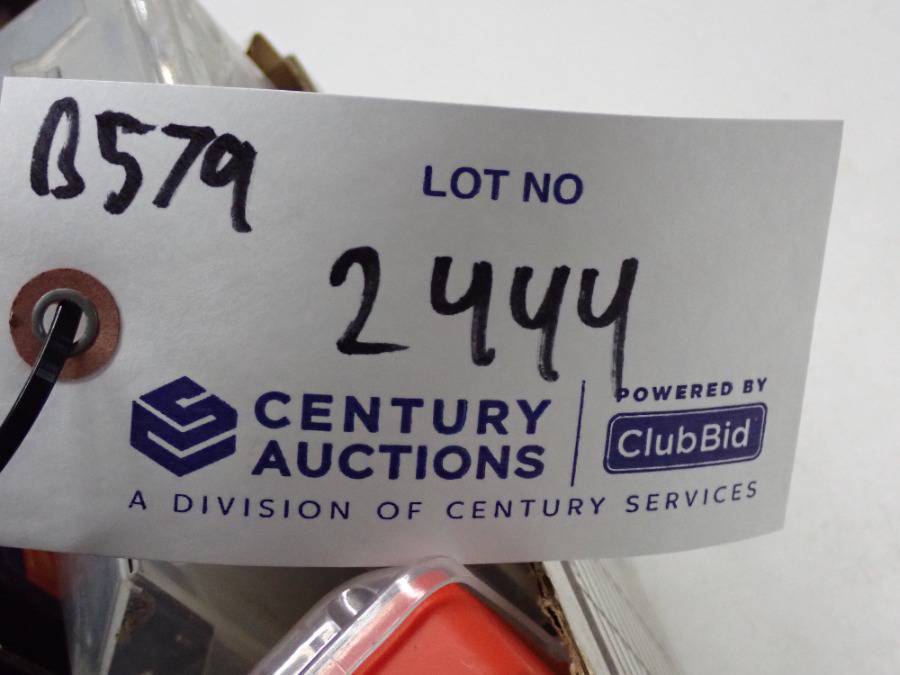 B579
LOT NO
2444
CENTURY
AUCTIONS
POWERED BY
ClubBid
A DIVISION OF CENTURY SERVICES